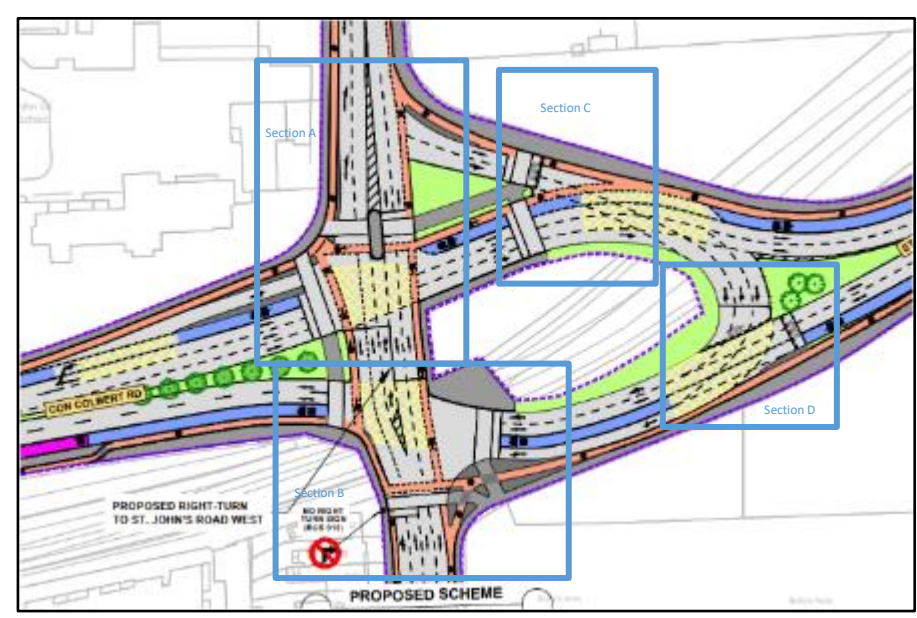 Section C
Section A
CON COLBERT RD
Section D
Section B
PROPOSED RIGHT-TURN
TO ST. JOHN'S ROAD WEST
NO RIGHT
TURN SIGN
PROPOSED SCHEME